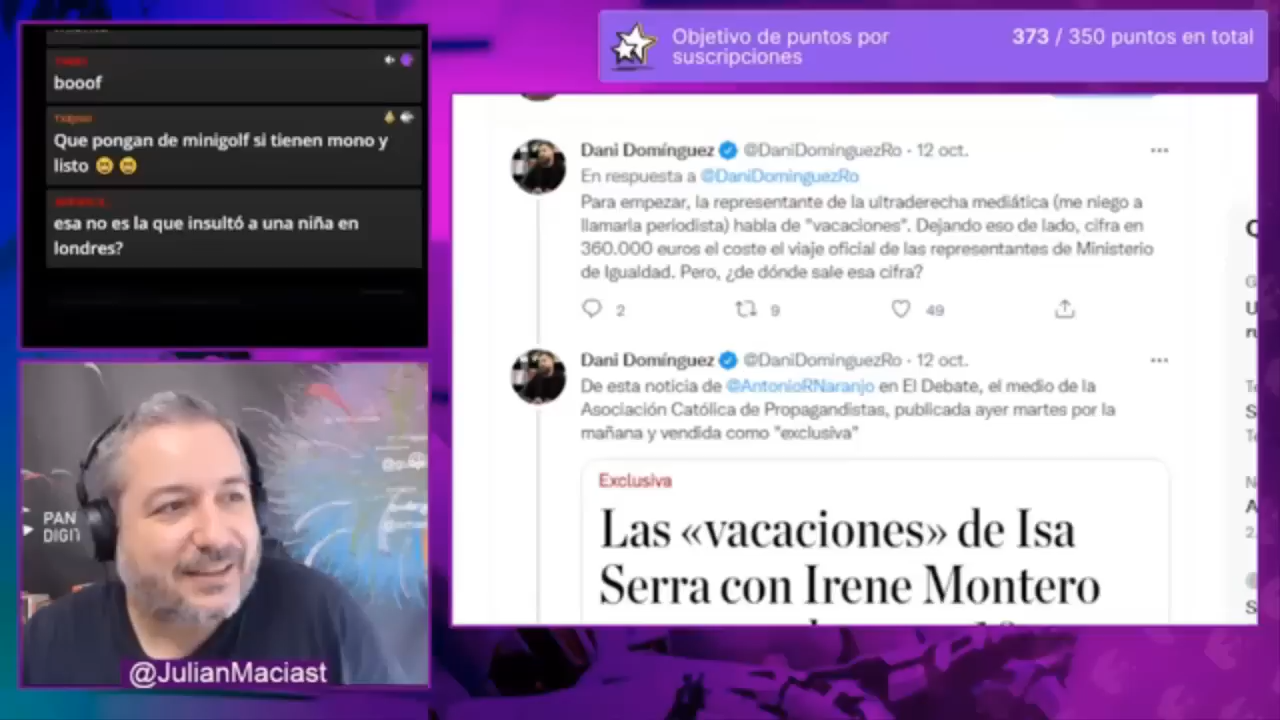 booof
Que pongan de minigolf si tienen mono y
listo
esa no es la que insultó a una niña en
londres?
Objetivo de puntos por
suscripciones
373 / 350 puntos en total
Dani Domínguez @DaniDominguezRo · 12 oct.
En respuesta a @DaniDominguezRo
Para empezar, la representante de la ultraderecha mediática (me niego a
llamarla periodista) habla de "vacaciones". Dejando eso de lado, cifra en
360.000 euros el coste el viaje oficial de las representantes de Ministerio
de Igualdad. Pero, ¿de dónde sale esa cifra?
2 9 49
Dani Domínguez @DaniDominguezRo · 12 oct.
De esta noticia de @AntonioRNaranjo en El Debate, el medio de la
Asociación Católica de Propagandistas, publicada ayer martes por la
mañana y vendida como "exclusiva"
Exclusiva
Las «vacaciones» de Isa
Serra con Irene Montero
PAN
DIGIT
@JulianMaciast